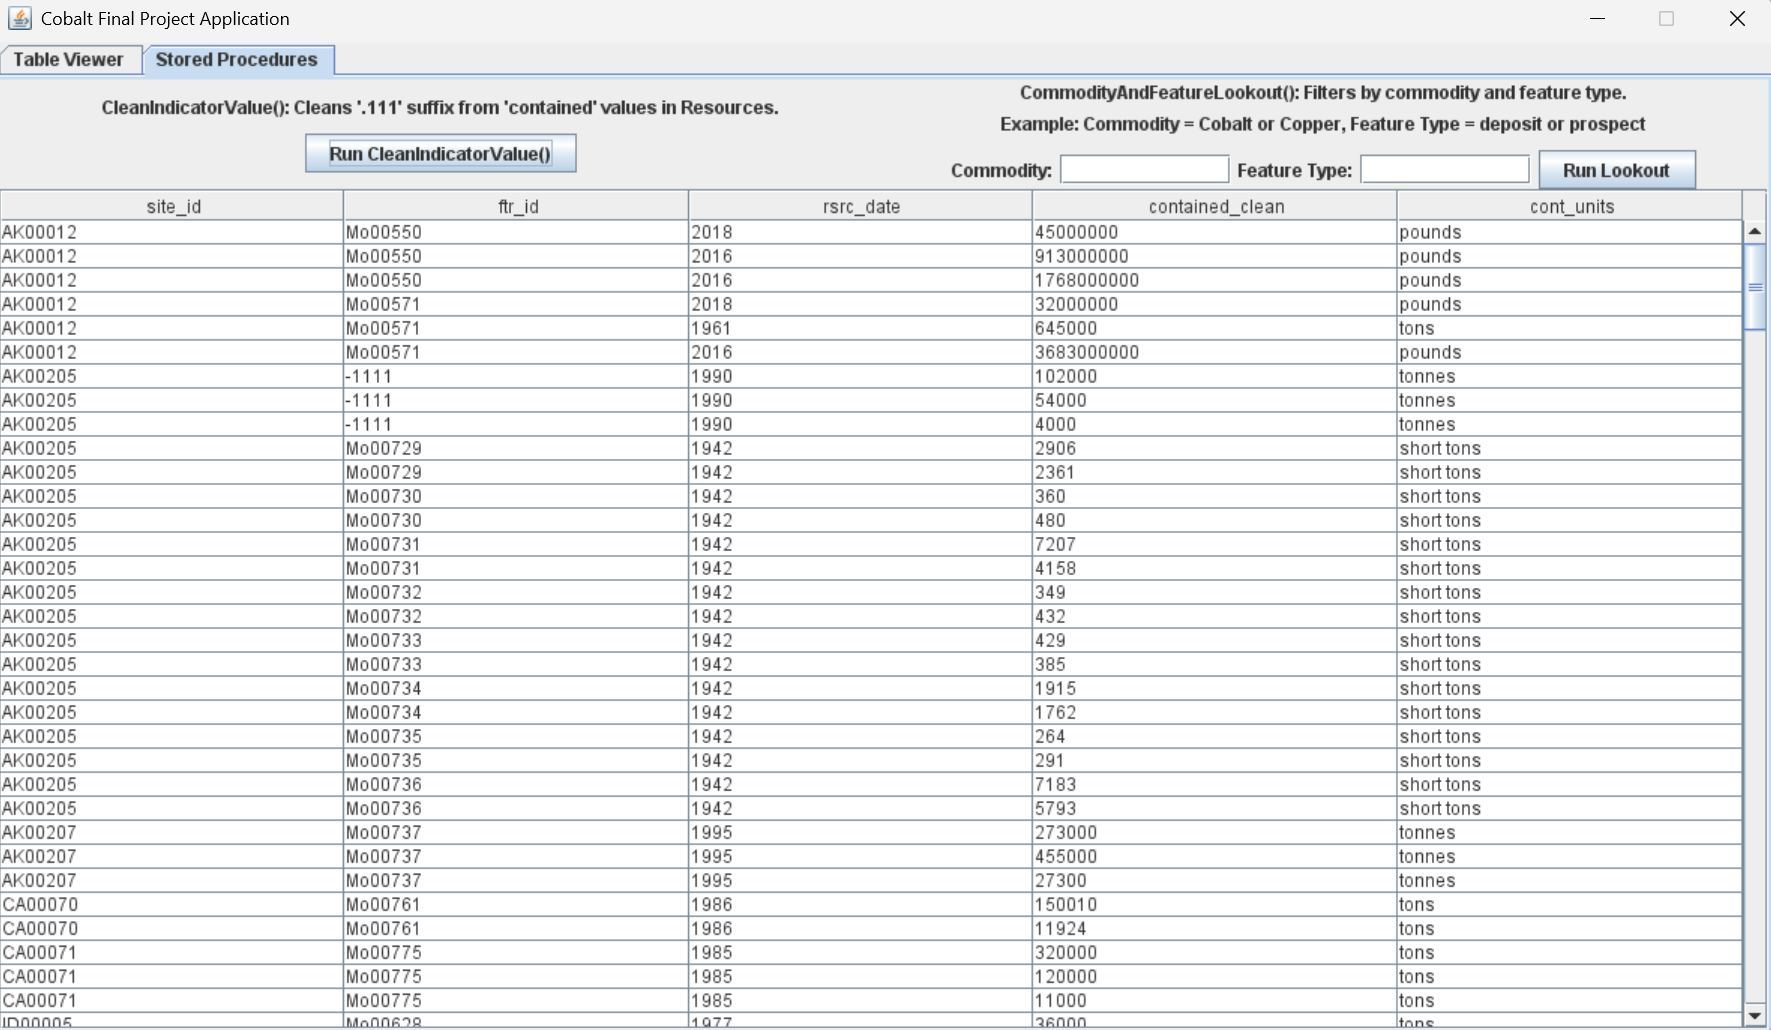 Cobalt Final Project Application
Table Viewer Stored Procedures
CleanIndicatorValue(): Cleans '.111' suffix from 'contained' values in Resources.
Run CleanIndicatorValue()
CommodityAndFeatureLookout(): Filters by commodity and feature type.
Example: Commodity = Cobalt or Copper, Feature Type = deposit or prospect
Commodity: Feature Type: Run Lookout
site_id ftr_id rsrc_date contained_clean cont_units
AK00012 Mo00550 2018 45000000 pounds
AK00012 Mo00550 2016 913000000 pounds
AK00012 Mo00550 2016 1768000000 pounds
AK00012 Mo00571 2018 32000000 pounds
AK00012 Mo00571 1961 645000 tons
AK00012 Mo00571 2016 3683000000 pounds
AK00205 -1111 1990 102000 tonnes
AK00205 -1111 1990 54000 tonnes
AK00205 -1111 1990 4000 tonnes
AK00205 Mo00729 1942 2906 short tons
AK00205 Mo00729 1942 2361 short tons
AK00205 Mo00730 1942 360 short tons
AK00205 Mo00730 1942 480 short tons
AK00205 Mo00731 1942 7207 short tons
AK00205 Mo00731 1942 4158 short tons
AK00205 Mo00732 1942 349 short tons
AK00205 Mo00732 1942 432 short tons
AK00205 Mo00733 1942 429 short tons
AK00205 Mo00733 1942 385 short tons
AK00205 Mo00734 1942 1915 short tons
AK00205 Mo00734 1942 1762 short tons
AK00205 Mo00735 1942 264 short tons
AK00205 Mo00735 1942 291 short tons
AK00205 Mo00736 1942 7183 short tons
AK00205 Mo00736 1942 5793 short tons
AK00207 Mo00737 1995 273000 tonnes
AK00207 Mo00737 1995 455000 tonnes
AK00207 Mo00737 1995 27300 tonnes
CA00070 Mo00761 1986 150010 tons
CA00070 Mo00761 1986 11924 tons
CA00071 Mo00775 1985 320000 tons
CA00071 Mo00775 1985 120000 tons
CA00071 Mo00775 1985 11000 tons
ID00005 Mo00628 1977 36000 tons